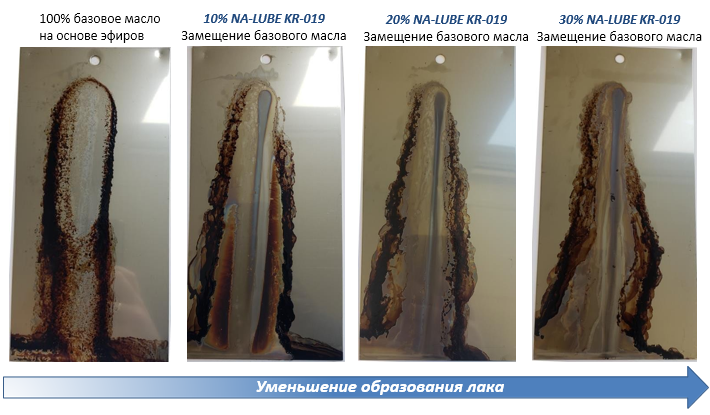 100% базовое масло
на основе эфиров
10% NA-LUBE KR-019
Замещение базового масла
20% NA-LUBE KR-019
Замещение базового масла
30% NA-LUBE KR-019
Замещение базового масла
Уменьшение образования лака